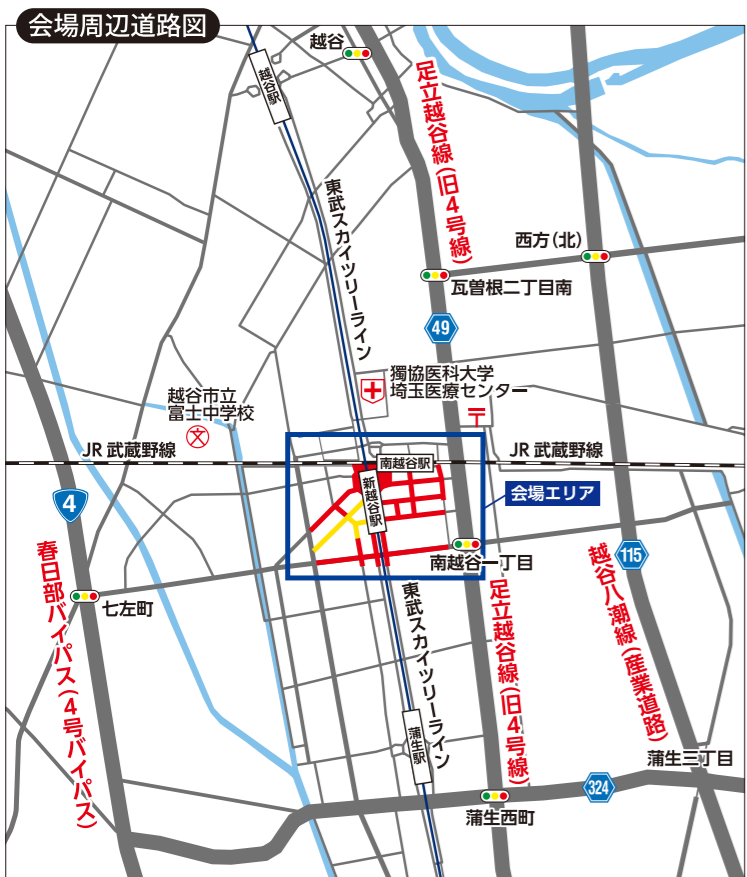 会場周辺道路図
越谷
越谷駅
足立越谷線(旧4号線)
東武スカイツリーライン
西方(北)
瓦曽根二丁目南
49
獨協医科大学
埼玉医療センター
〒
越谷市立
富士中学校
文
JR 武蔵野線
JR 武蔵野線
南越谷駅
新越谷駅
会場エリア
4
南越谷一丁目
115
春日部バイパス(4号バイパス)
七左町
東武スカイツリーライン
足立越谷線(旧4号線)
越谷八潮線(産業道路)
蒲生駅
蒲生三丁目
324
蒲生西町